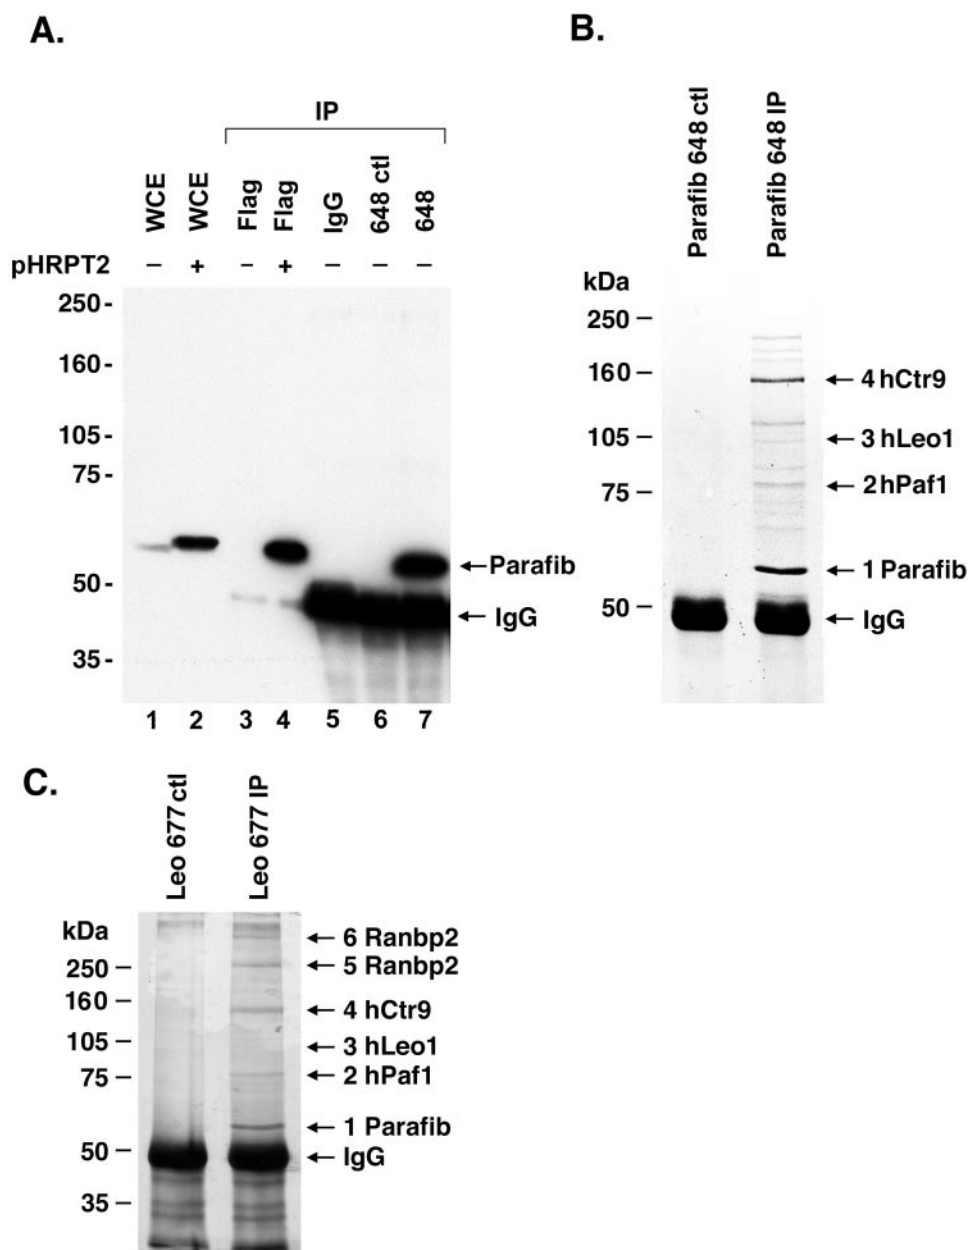 A.
IP
WCE WCE Flag Flag IgG 648 ctl 648
pHRPT2 – + – + – – –
250-
160-
105-
75-
50-
35-
Parafib
IgG
1 2 3 4 5 6 7
B.
Parafib 648 ctl
Parafib 648 IP
kDa
250
160
105
75
50
4 hCtr9
3 hLeo1
2 hPaf1
1 Parafib
IgG
C.
Leo 677 ctl
Leo 677 IP
kDa
250
160
105
75
50
35
6 Ranbp2
5 Ranbp2
4 hCtr9
3 hLeo1
2 hPaf1
1 Parafib
IgG